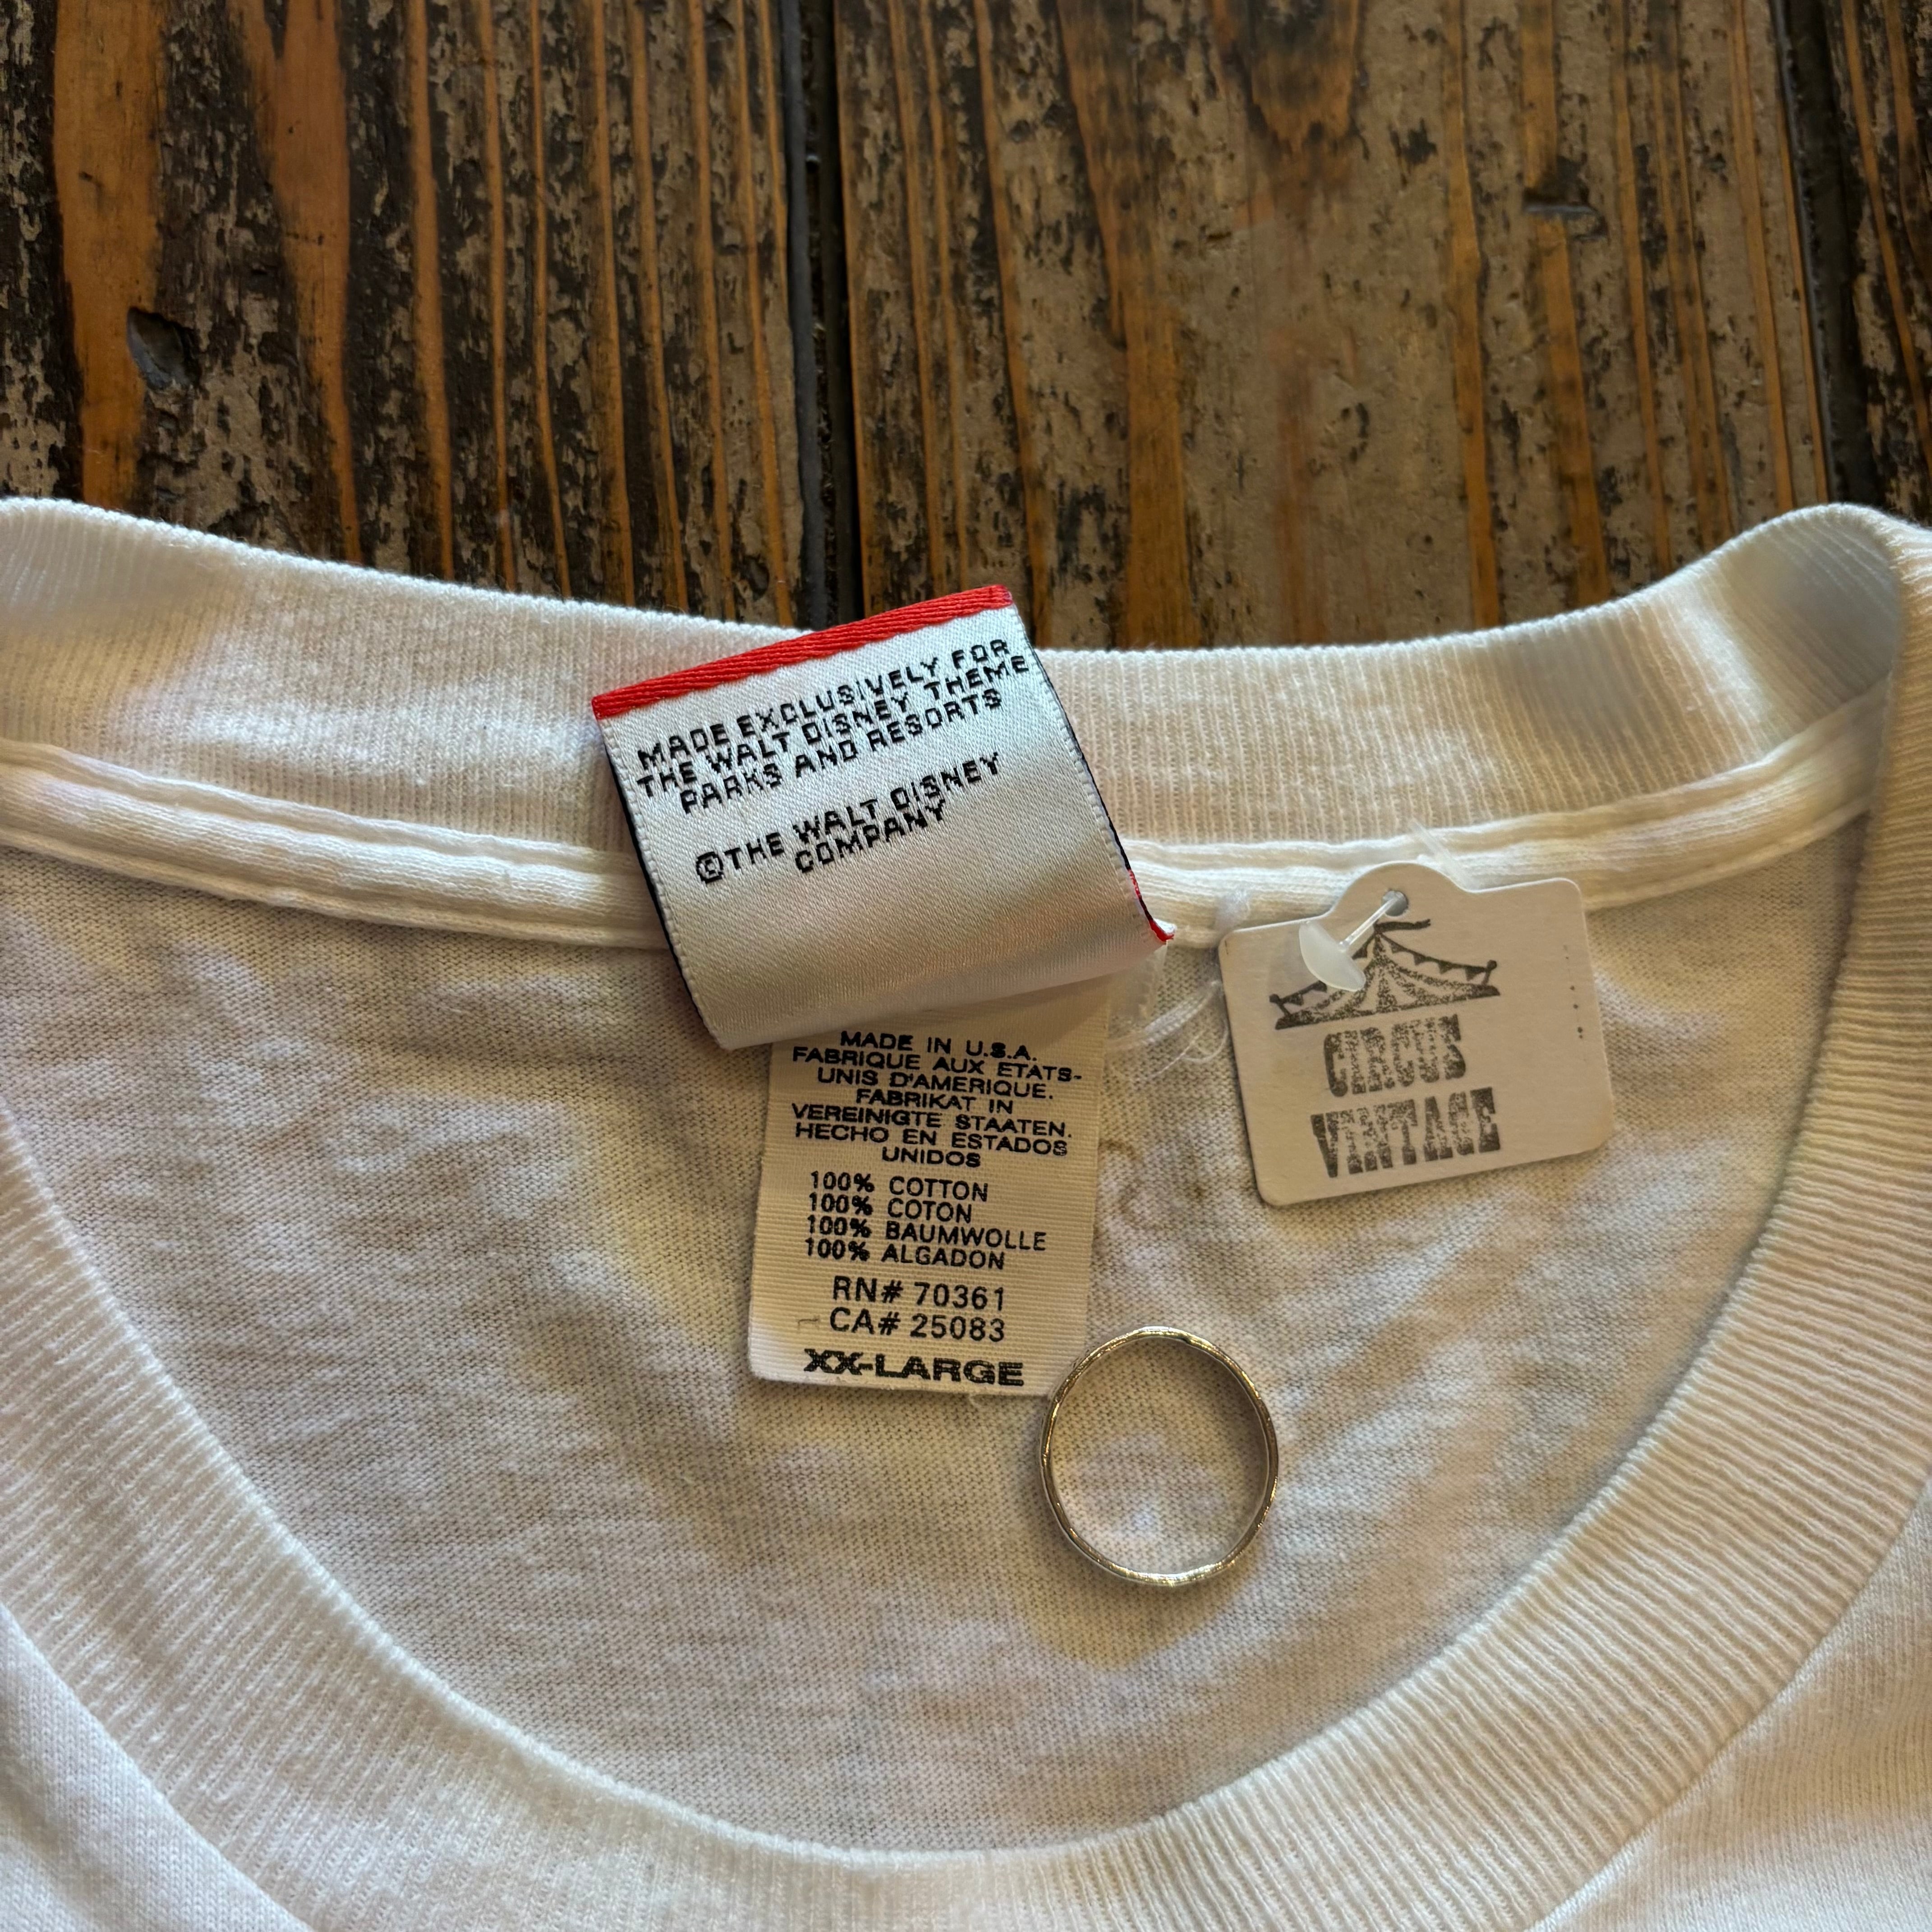 MADE EXCLUSIVELY FOR
THE WALT DISNEY THEME
PARKS AND RESORTS
©THE WALT DISNEY
COMPANY
MADE IN U.S.A.
FABRIQUE AUX ETATS-
UNIS D'AMERIQUE.
FABRIKAT IN
VEREINIGTE STAATEN.
HECHO EN ESTADOS
UNIDOS
100% COTTON
100% COTON
100% BAUMWOLLE
100% ALGADON
RN# 70361
CA# 25083
XX-LARGE
CIRCUS
VINTAGE